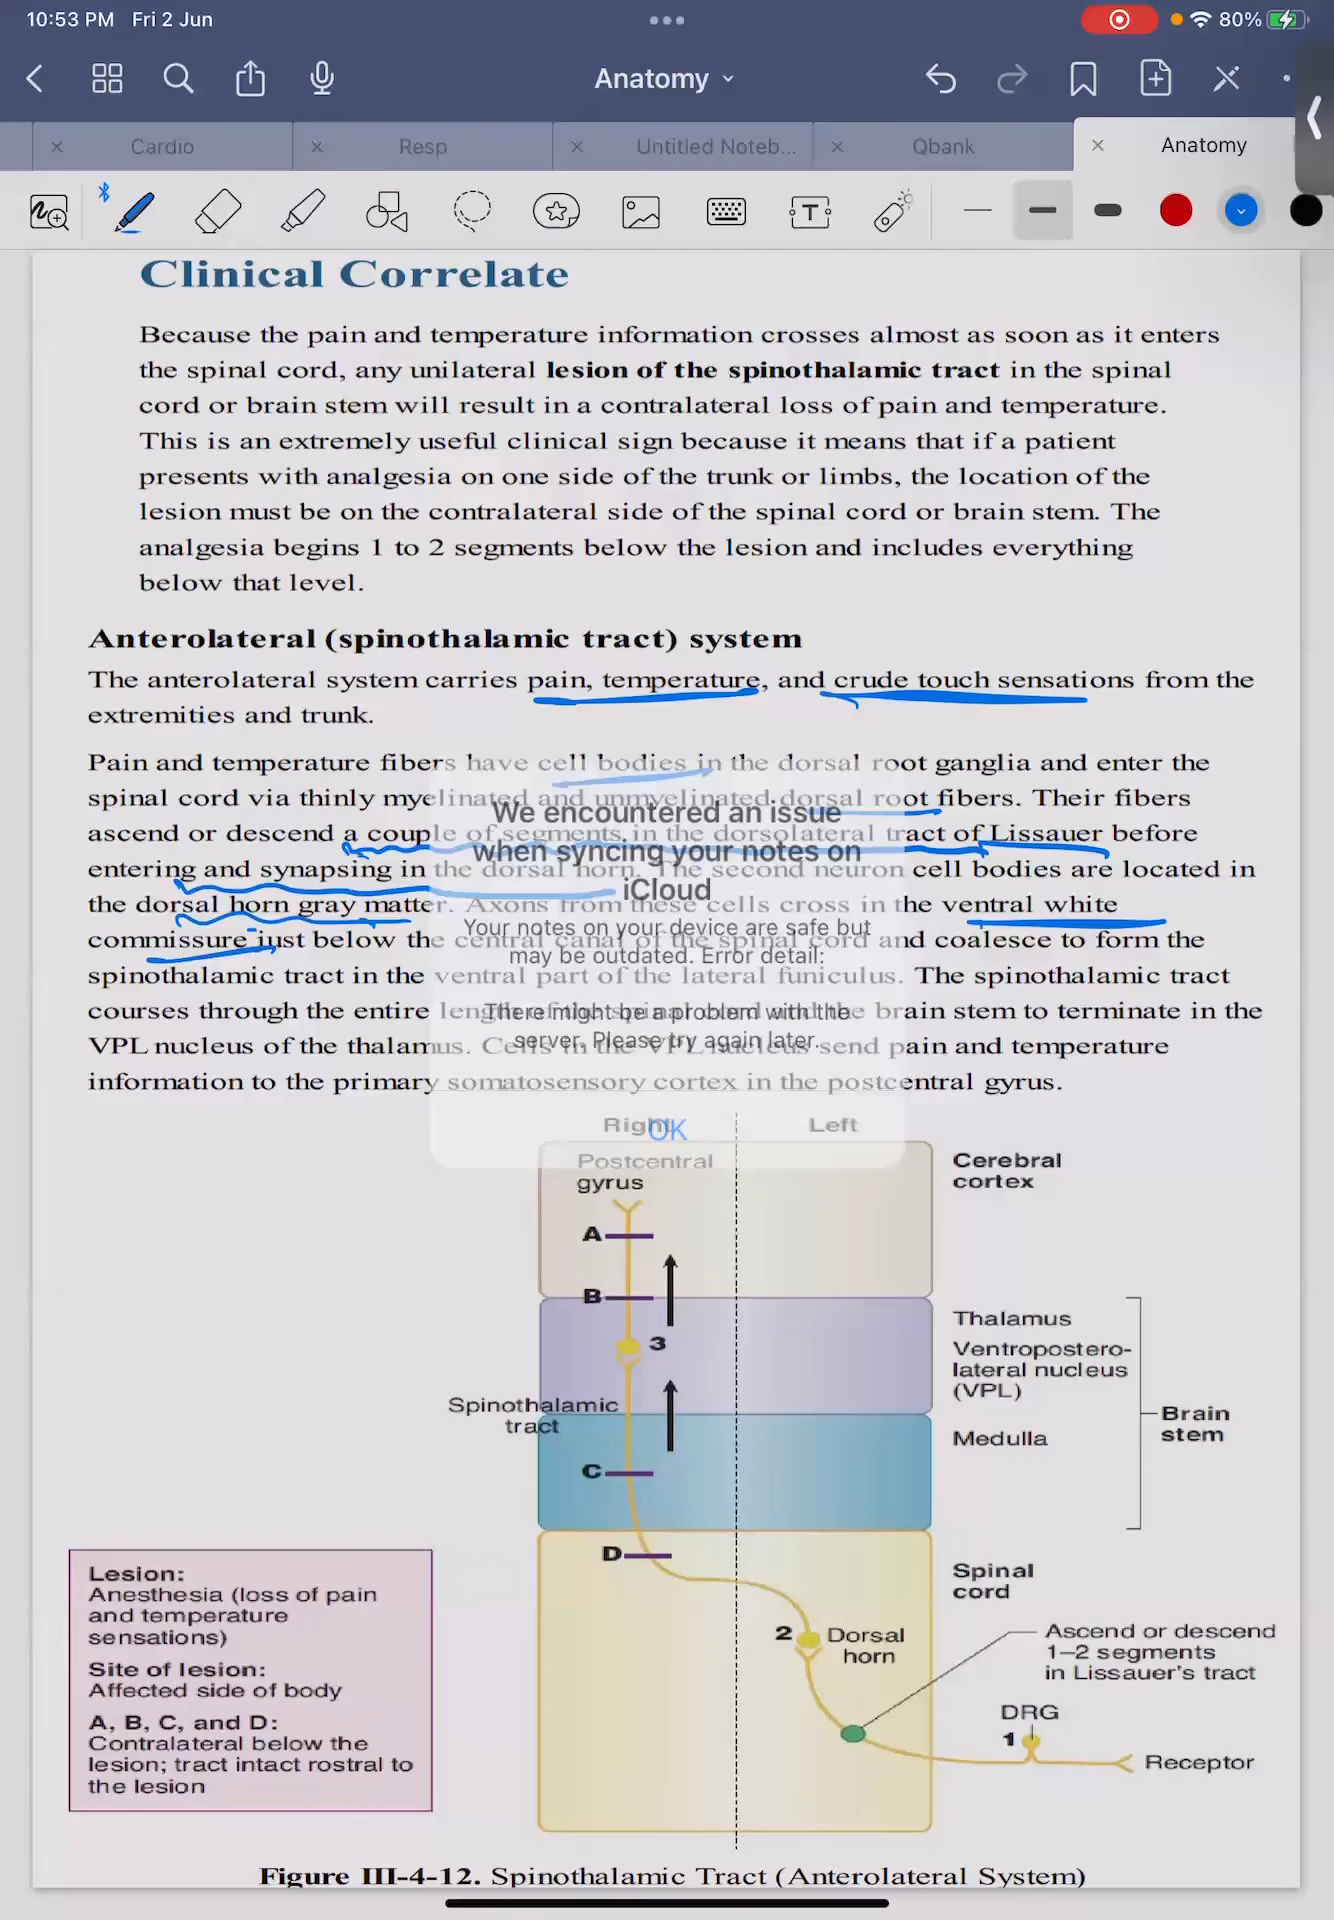 10:53 PM Fri 2 Jun
80%
Anatomy
Cardio
Resp
Untitled Noteb...
Qbank
Anatomy
Clinical Correlate
Because the pain and temperature information crosses almost as soon as it enters
the spinal cord, any unilateral lesion of the spinothalamic tract in the spinal
cord or brain stem will result in a contralateral loss of pain and temperature.
This is an extremely useful clinical sign because it means that if a patient
presents with analgesia on one side of the trunk or limbs, the location of the
lesion must be on the contralateral side of the spinal cord or brain stem. The
analgesia begins 1 to 2 segments below the lesion and includes everything
below that level.
Anterolateral (spinothalamic tract) system
The anterolateral system carries pain, temperature, and crude touch sensations from the
extremities and trunk.
Pain and temperature fibers have cell bodies in the dorsal root ganglia and enter the
spinal cord via thinly myelinated and unmyelinated dorsal root fibers. Their fibers
ascend or descend a couple of segments in the dorsolateral tract of Lissauer before
entering and synapsing in the dorsal horn. The second neuron cell bodies are located in
the dorsal horn gray matter. Axons from these cells cross in the ventral white
commissure just below the central canal of the spinal cord and coalesce to form the
spinothalamic tract in the ventral part of the lateral funiculus. The spinothalamic tract
courses through the entire length of the spinal cord and the brain stem to terminate in the
VPL nucleus of the thalamus. Cells in the VPL nucleus send pain and temperature
information to the primary somatosensory cortex in the postcentral gyrus.
We encountered an issue
when syncing your notes on
iCloud
Your notes on your device are safe but
may be outdated. Error detail:
There might be a problem with the
server. Please try again later.
OK
Right
Left
Postcentral
gyrus
Cerebral
cortex
A
B
3
Thalamus
Ventropostero-
lateral nucleus
(VPL)
Spinothalamic
tract
Brain
stem
Medulla
C
D
Spinal
cord
2
Dorsal
horn
Ascend or descend
1–2 segments
in Lissauer's tract
DRG
1
Receptor
Lesion:
Anesthesia (loss of pain
and temperature
sensations)
Site of lesion:
Affected side of body
A, B, C, and D:
Contralateral below the
lesion; tract intact rostral to
the lesion
Figure III-4-12. Spinothalamic Tract (Anterolateral System)